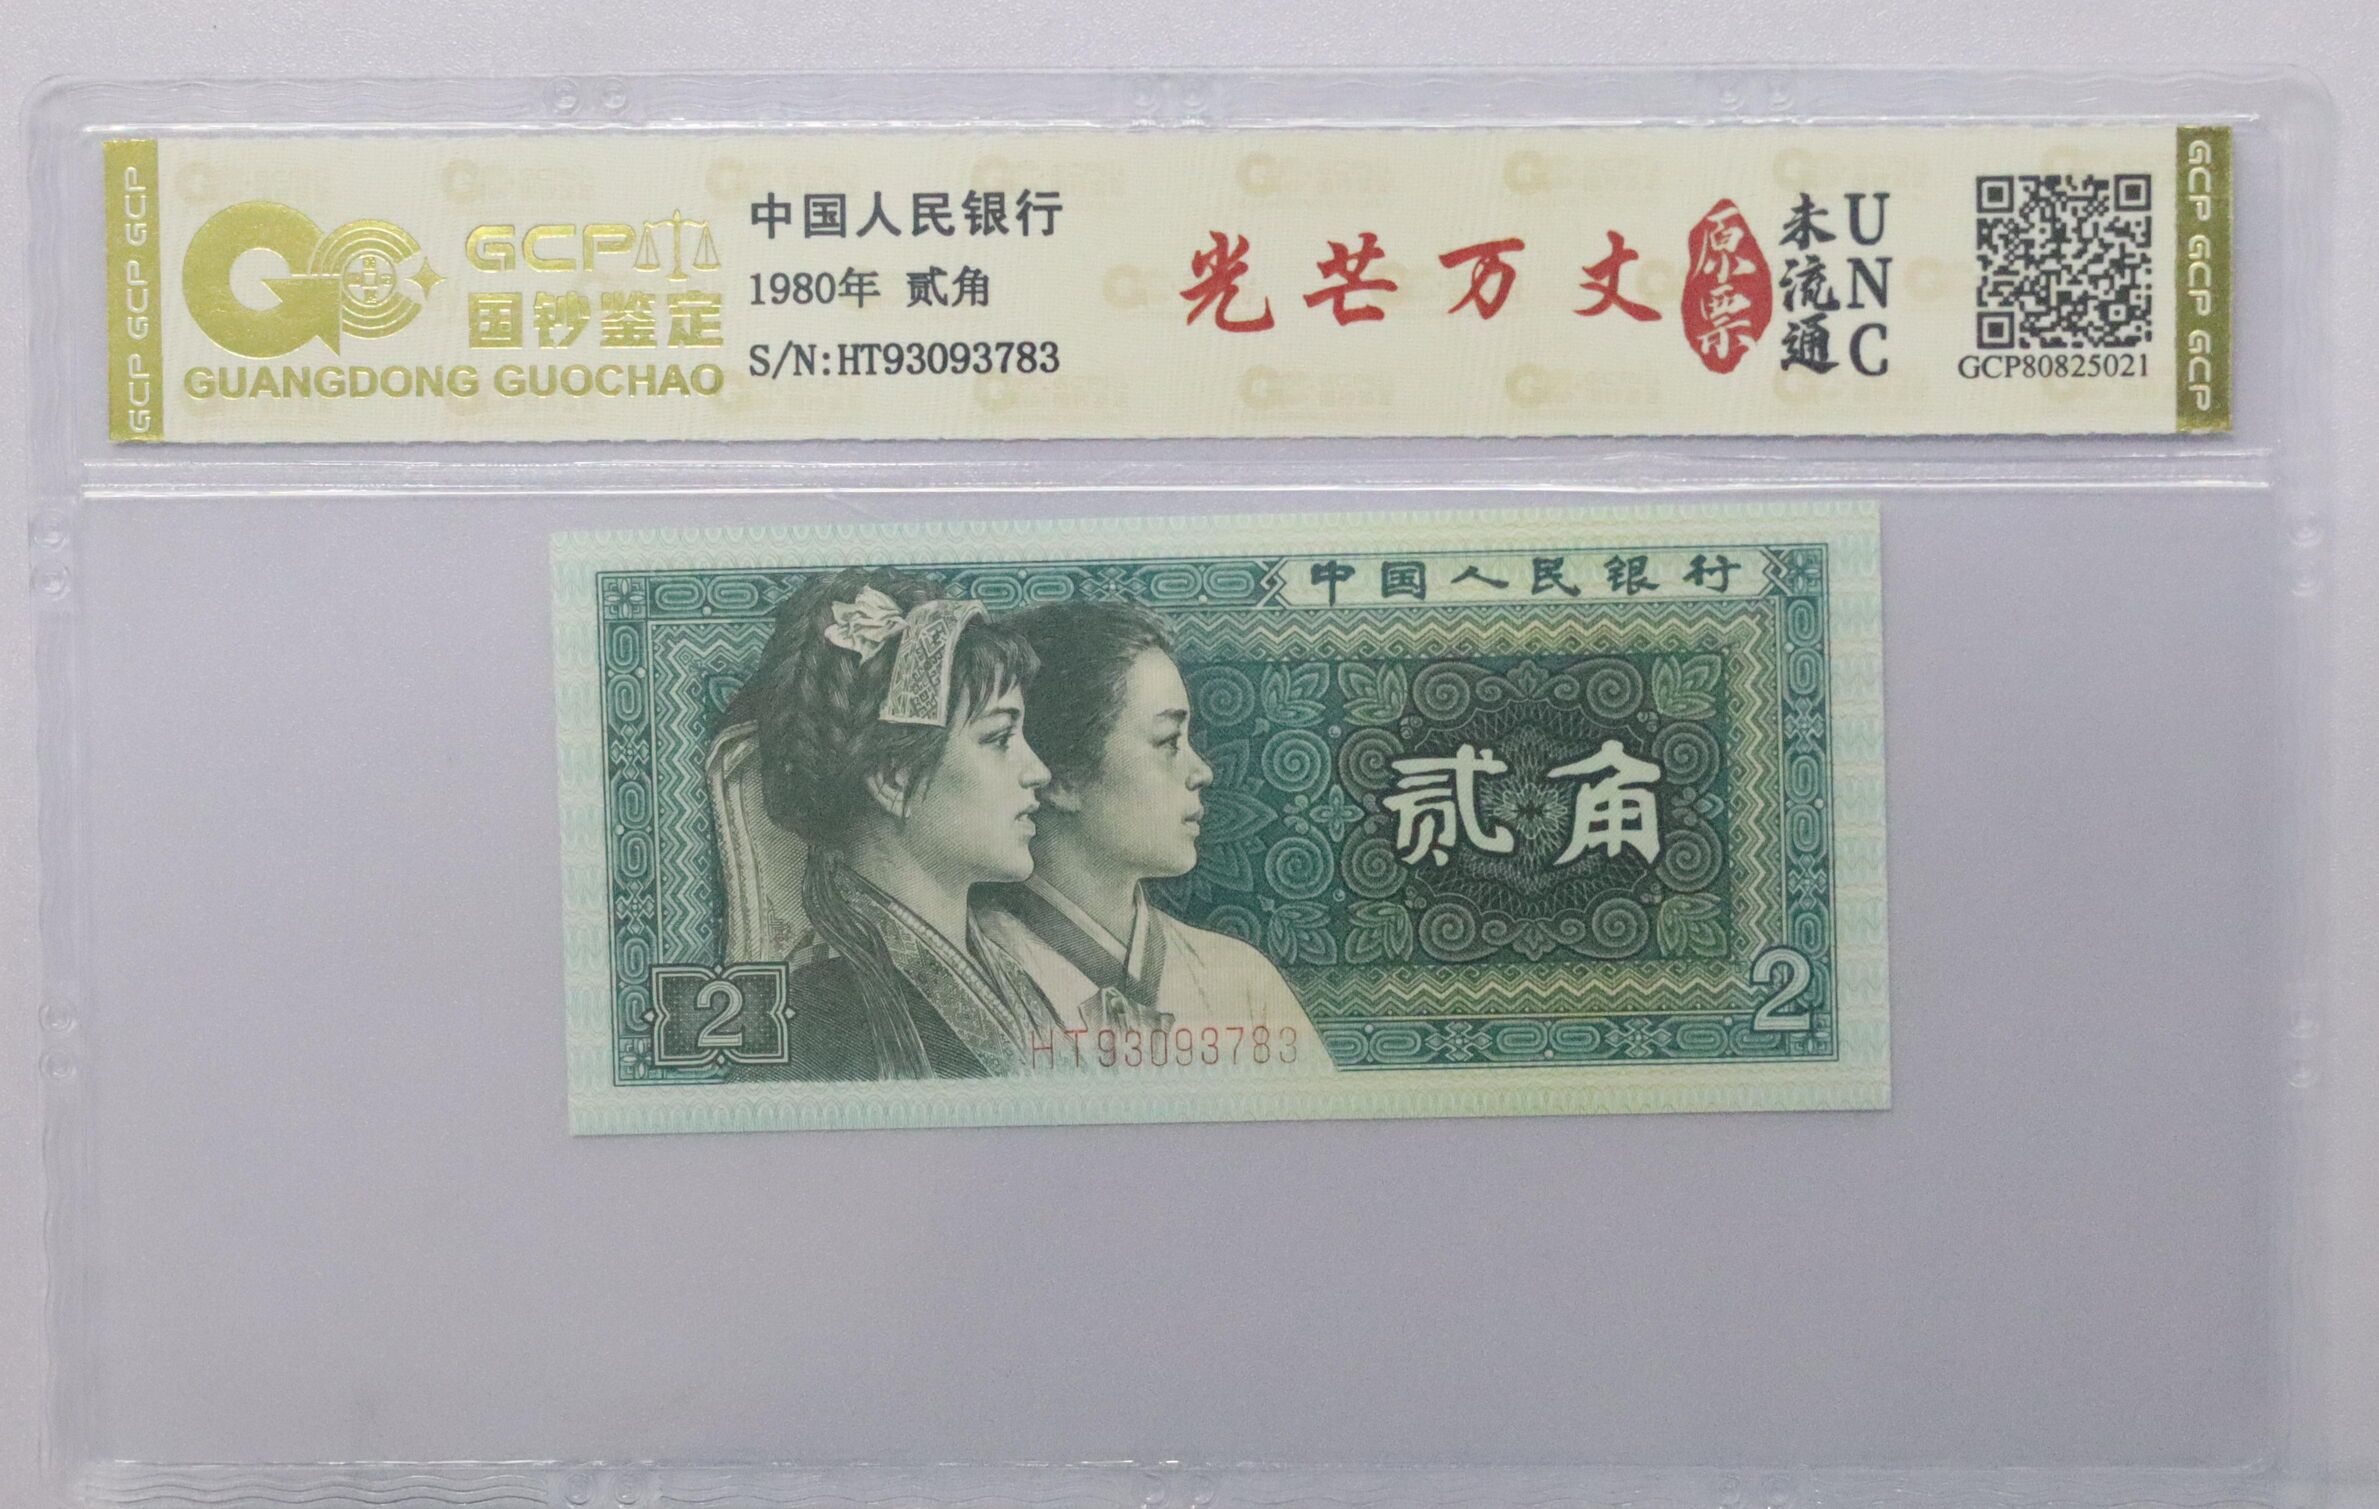 GCP GCP GCP
GCP
国钞鉴定
GUANGDONG GUOCHAO
中国人民银行
1980年 贰角
S/N:HT93093783
光芒万丈
原票
未流通
UNC
GCP80825021
GCP GCP GCP
中国人民银行
贰角
2
2
HT93093783